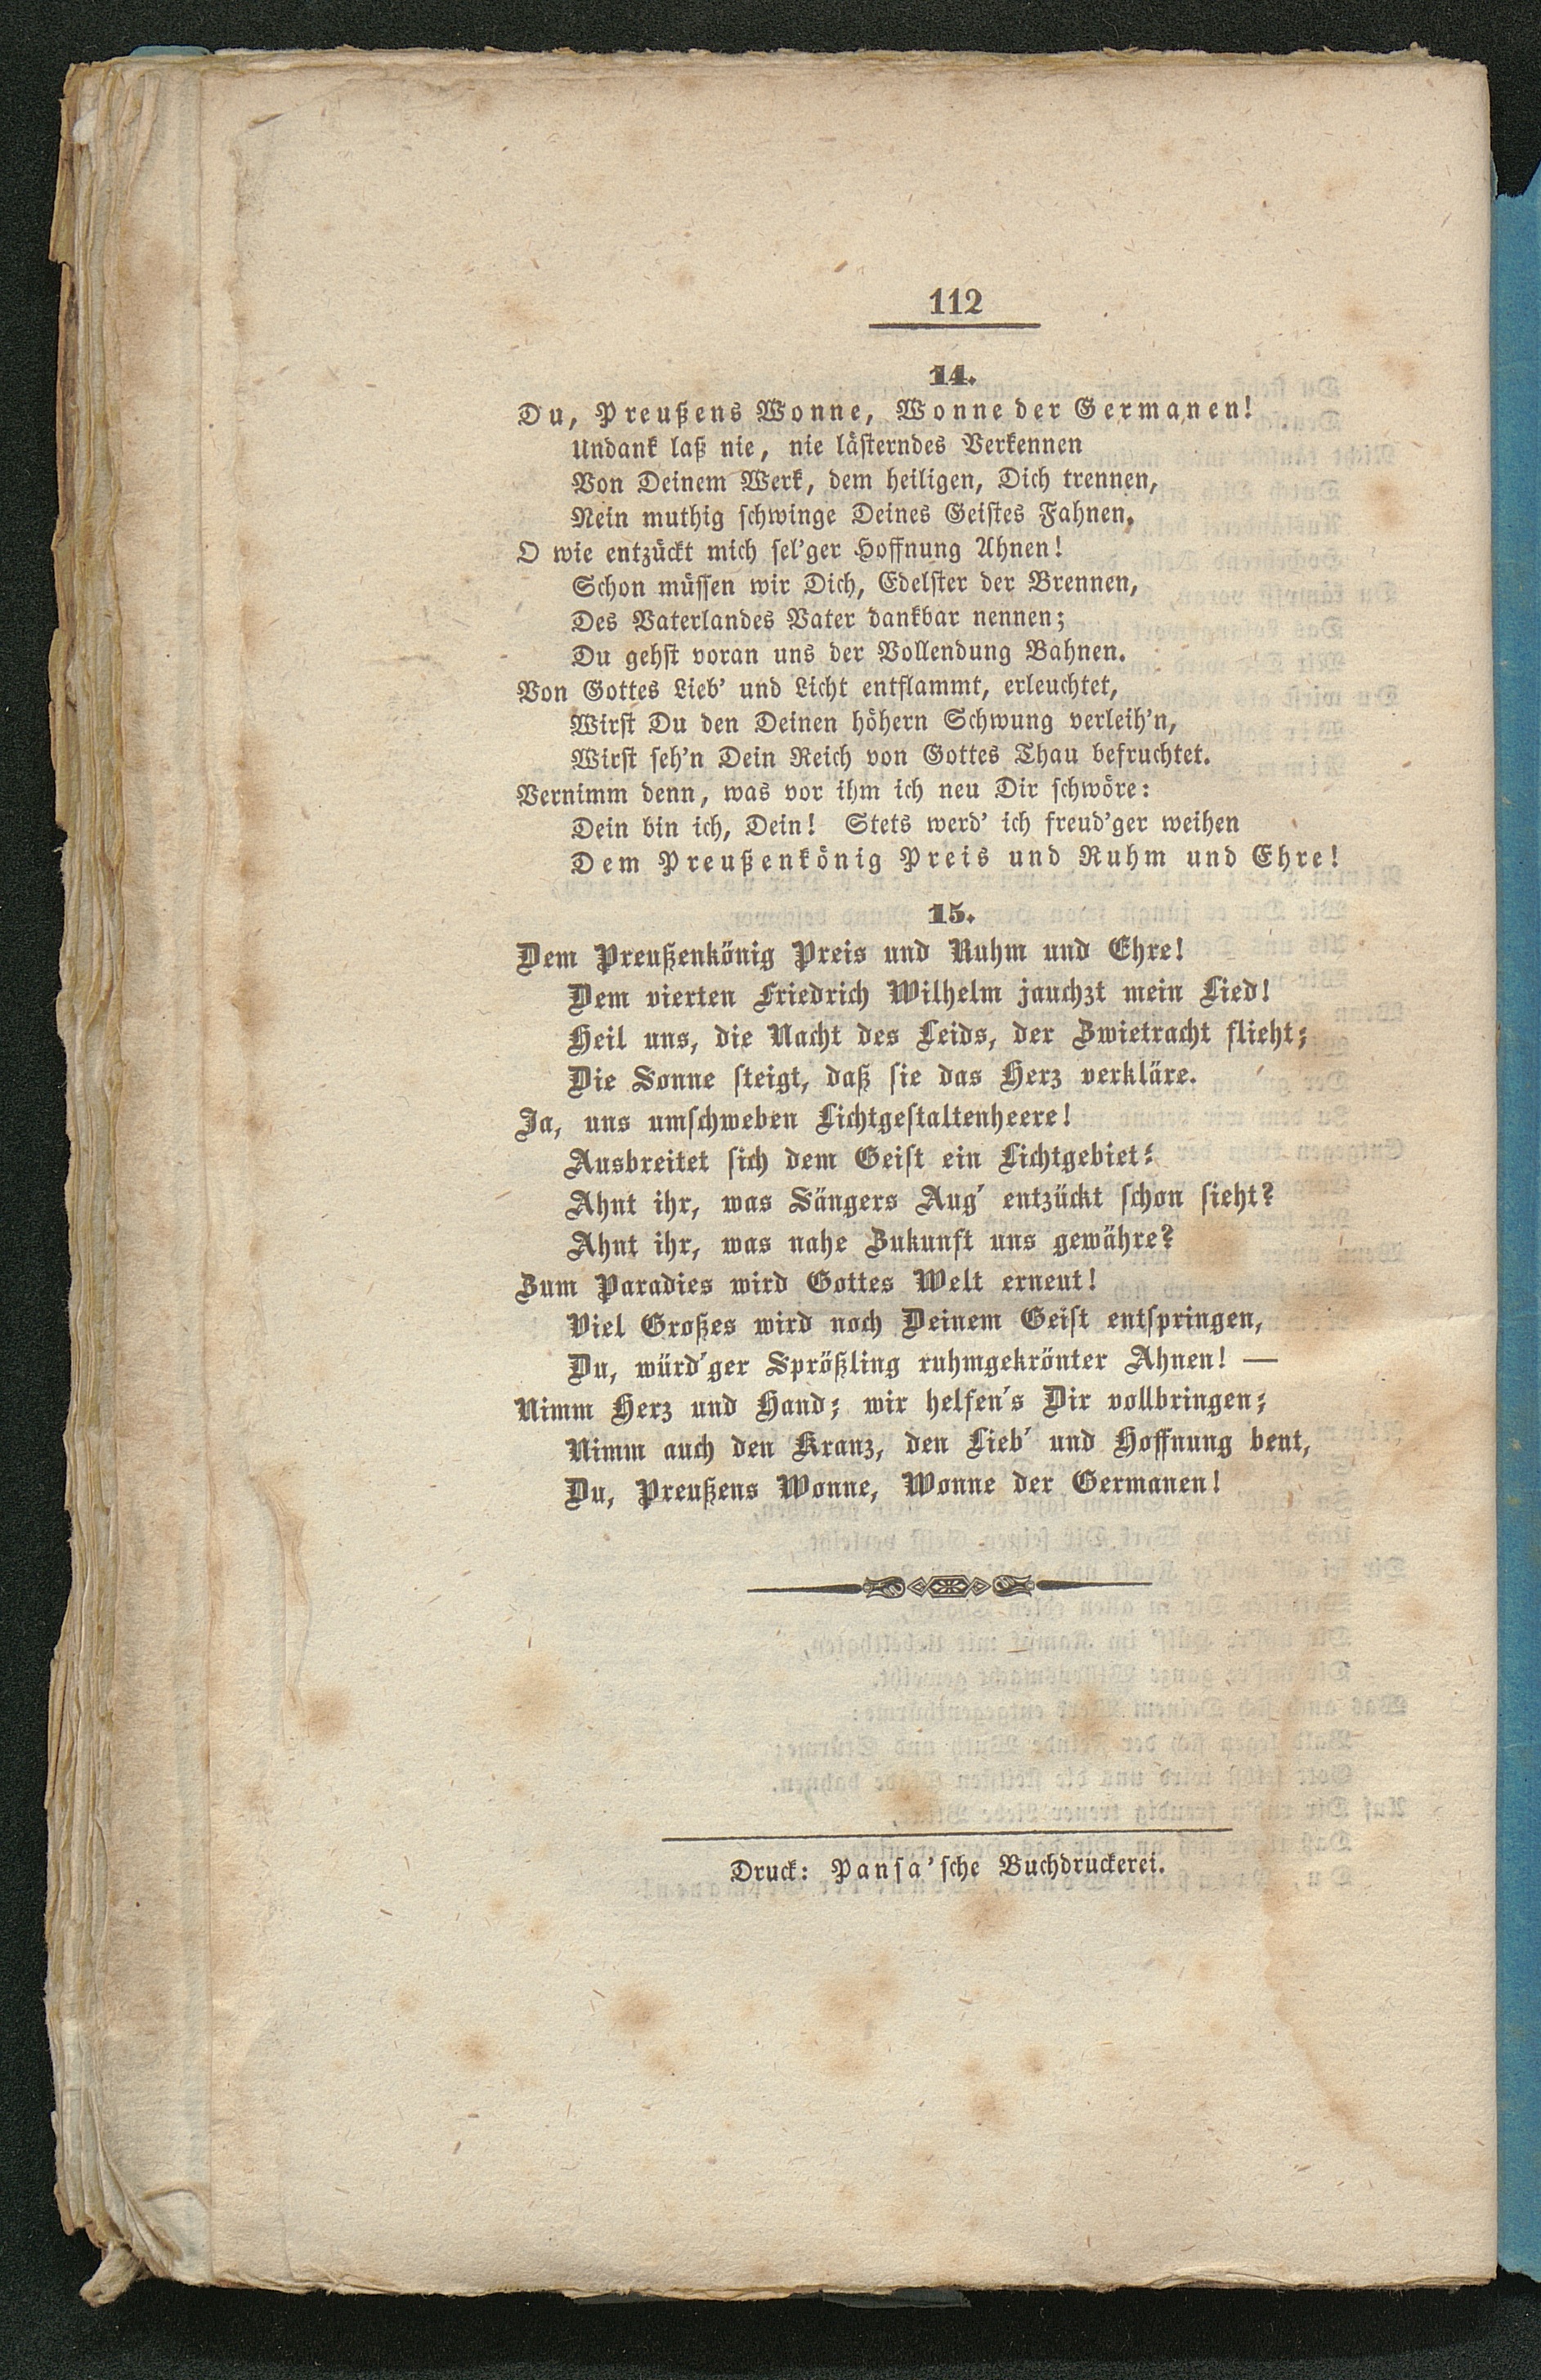 112
14.
Du, Preußens Wonne, Wonne der Germanen!
Undank laß nie, nie lästerndes Verkennen
Von Deinem Werk, dem heiligen, Dich trennen,
Nein muthig schwinge Deines Geistes Fahnen.
O wie entzückt mich sel'ger Hoffnung Ahnen!
Schon müssen wir Dich, Edelster der Brennen,
Des Vaterlandes Vater dankbar nennen;
Du gehst voran uns der Vollendung Bahnen.
Von Gottes Lieb' und Licht entflammt, erleuchtet,
Wirst Du den Deinen höhern Schwung verleih'n,
Wirst seh'n Dein Reich von Gottes Thau befruchtet.
Vernimm denn, was vor ihm ich neu Dir schwöre:
Dein bin ich, Dein! Stets werd' ich freud'ger weihen
Dem Preußenkönig Preis und Ruhm und Ehre!
15.
Dem Preußenkönig Preis und Ruhm und Ehre!
Dem vierten Friedrich Wilhelm jauchzt mein Lied!
Heil uns, die Nacht des Leids, der Zwietracht flieht;
Die Sonne steigt, daß sie das Herz verkläre.
Ja, uns umschweben Lichtgestaltenheere!
Ausbreitet sich dem Geist ein Lichtgebiet:
Ahnt ihr, was Sängers Aug' entzückt schon sieht?
Ahnt ihr, was nahe Zukunft uns gewähre?
Zum Paradies wird Gottes Welt erneut!
Viel Großes wird noch Deinem Geist entspringen,
Du, würd'ger Sprößling ruhmgekrönter Ahnen! —
Nimm Herz und Hand; wir helfen's Dir vollbringen;
Nimm auch den Kranz, den Lieb' und Hoffnung beut,
Du, Preußens Wonne, Wonne der Germanen!
Druck: Pansa'sche Buchdruckerei.